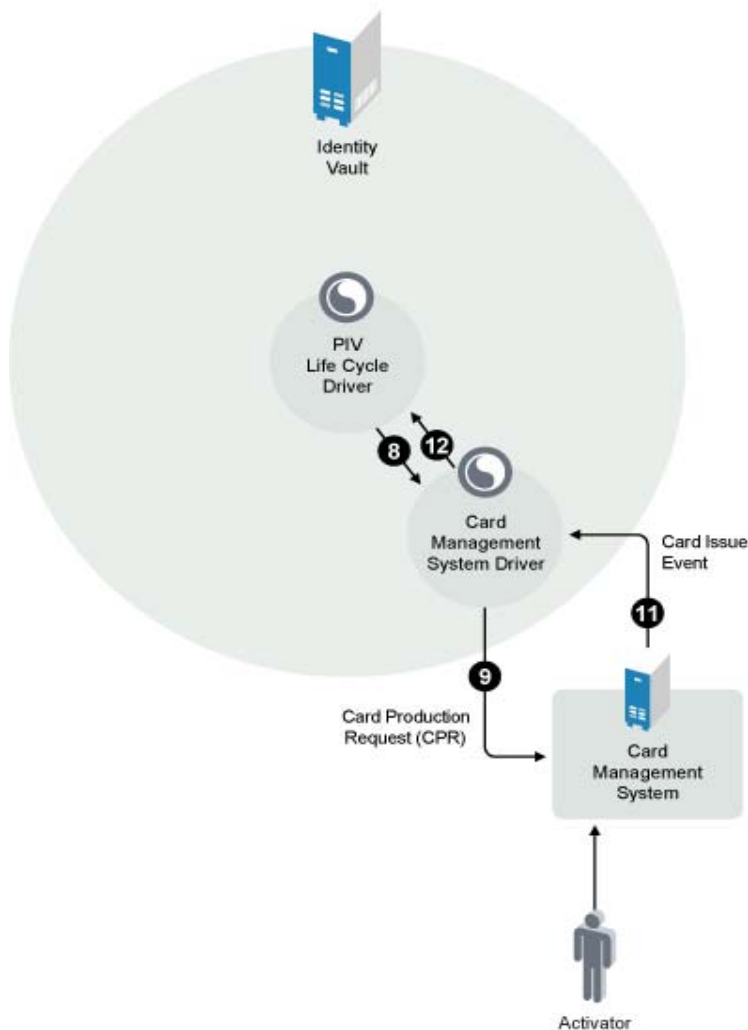 Identity
Vault
PIV
Life Cycle
Driver
8
12
Card
Management
System Driver
Card Issue
Event
11
9
Card Production
Request (CPR)
Card
Management
System
Activator